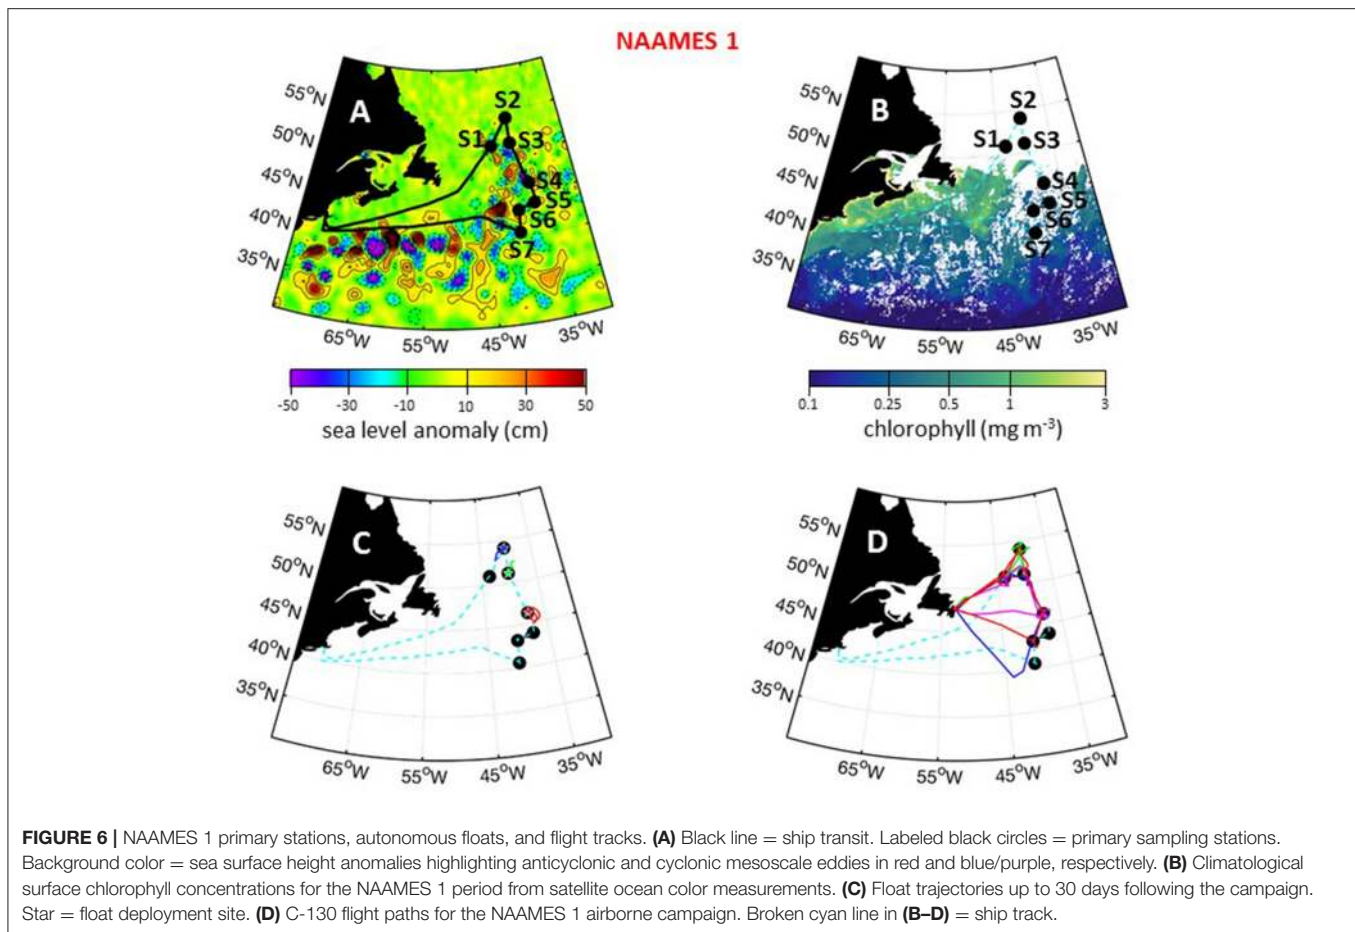 NAAMES 1
A
55°N
50°N
45°N
40°N
35°N
S2
S1
S3
S4
S5
S6
S7
65°W
55°W
45°W
35°W
-50 -30 -10 10 30 50
sea level anomaly (cm)
B
55°N
50°N
45°N
40°N
35°N
S2
S1
S3
S4
S5
S6
S7
65°W
55°W
45°W
35°W
0.1 0.25 0.5 1 3
chlorophyll (mg m⁻³)
C
55°N
50°N
45°N
40°N
35°N
65°W
55°W
45°W
35°W
D
55°N
50°N
45°N
40°N
35°N
65°W
55°W
45°W
35°W
FIGURE 6 | NAAMES 1 primary stations, autonomous floats, and flight tracks. (A) Black line = ship transit. Labeled black circles = primary sampling stations.
Background color = sea surface height anomalies highlighting anticyclonic and cyclonic mesoscale eddies in red and blue/purple, respectively. (B) Climatological
surface chlorophyll concentrations for the NAAMES 1 period from satellite ocean color measurements. (C) Float trajectories up to 30 days following the campaign.
Star = float deployment site. (D) C-130 flight paths for the NAAMES 1 airborne campaign. Broken cyan line in (B–D) = ship track.